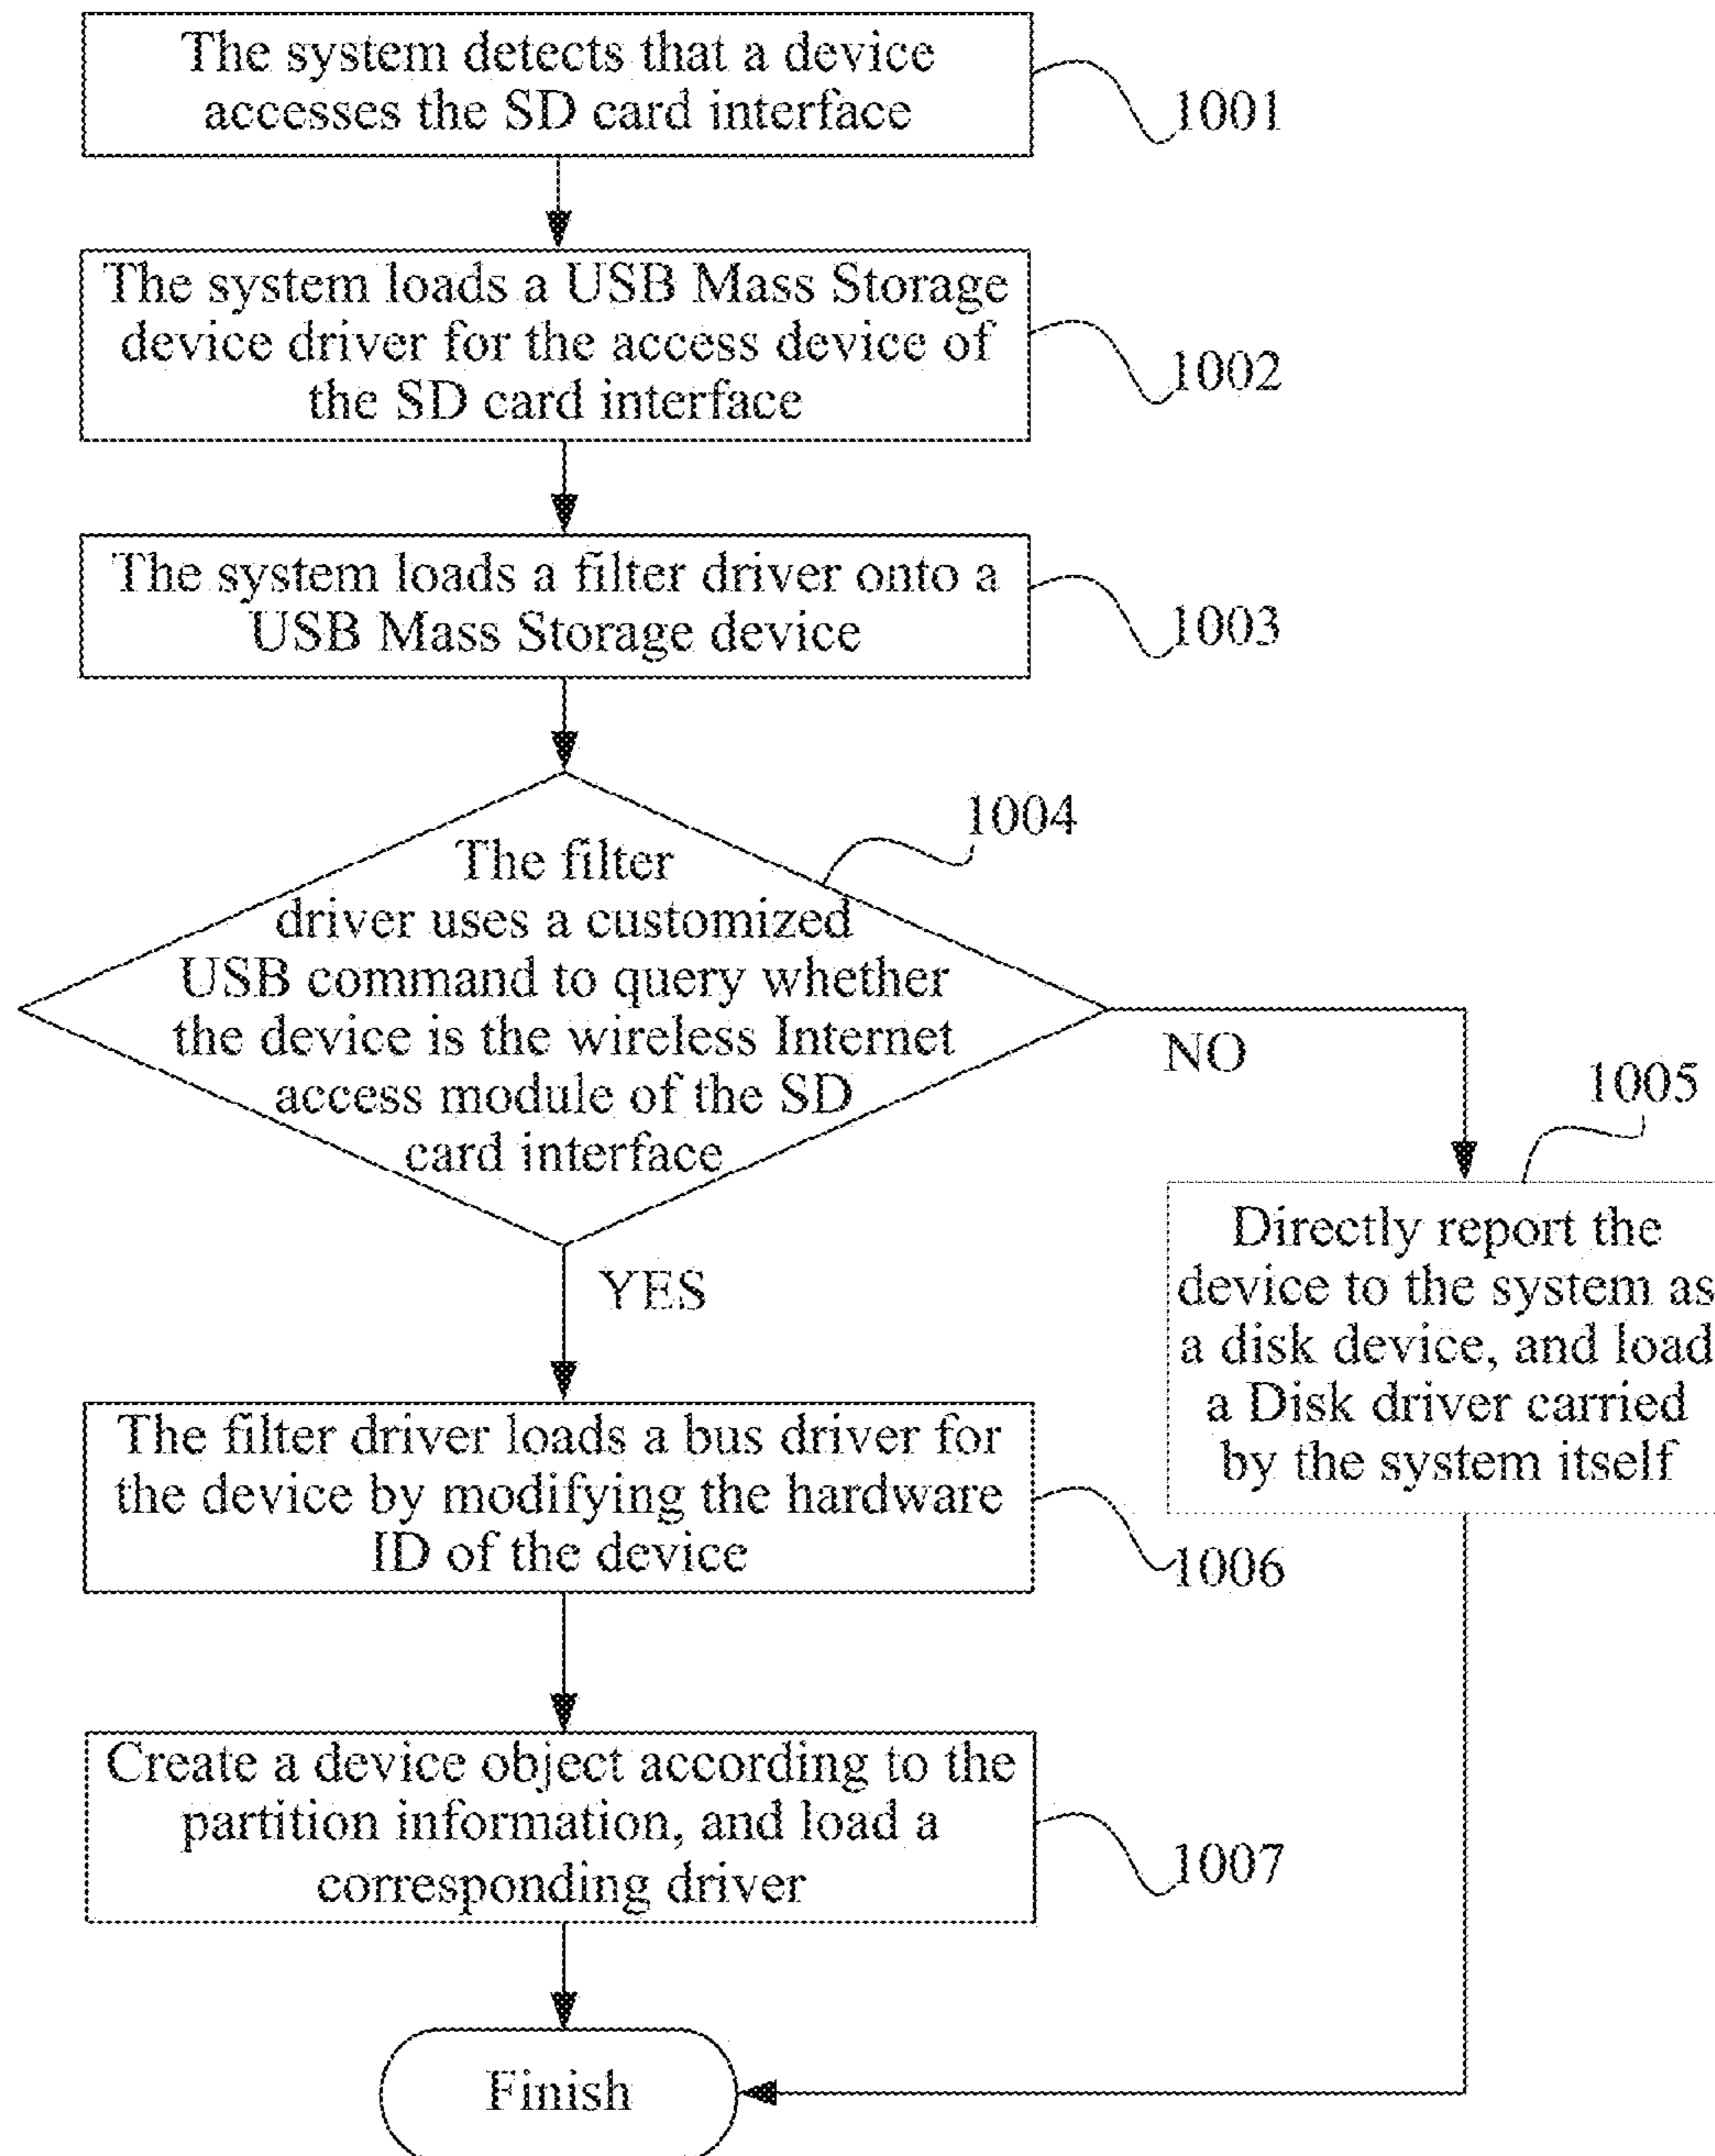 The system detects that a device
accesses the SD card interface
1001
The system loads a USB Mass Storage
device driver for the access device of
the SD card interface
1002
The system loads a filter driver onto a
USB Mass Storage device
1003
1004
The filter
driver uses a customized
USB command to query whether
the device is the wireless Internet
access module of the SD
card interface
NO
1005
Directly report the
device to the system as
a disk device, and load
a Disk driver carried
by the system itself
YES
The filter driver loads a bus driver for
the device by modifying the hardware
ID of the device
1006
Create a device object according to the
partition information, and load a
corresponding driver
1007
Finish